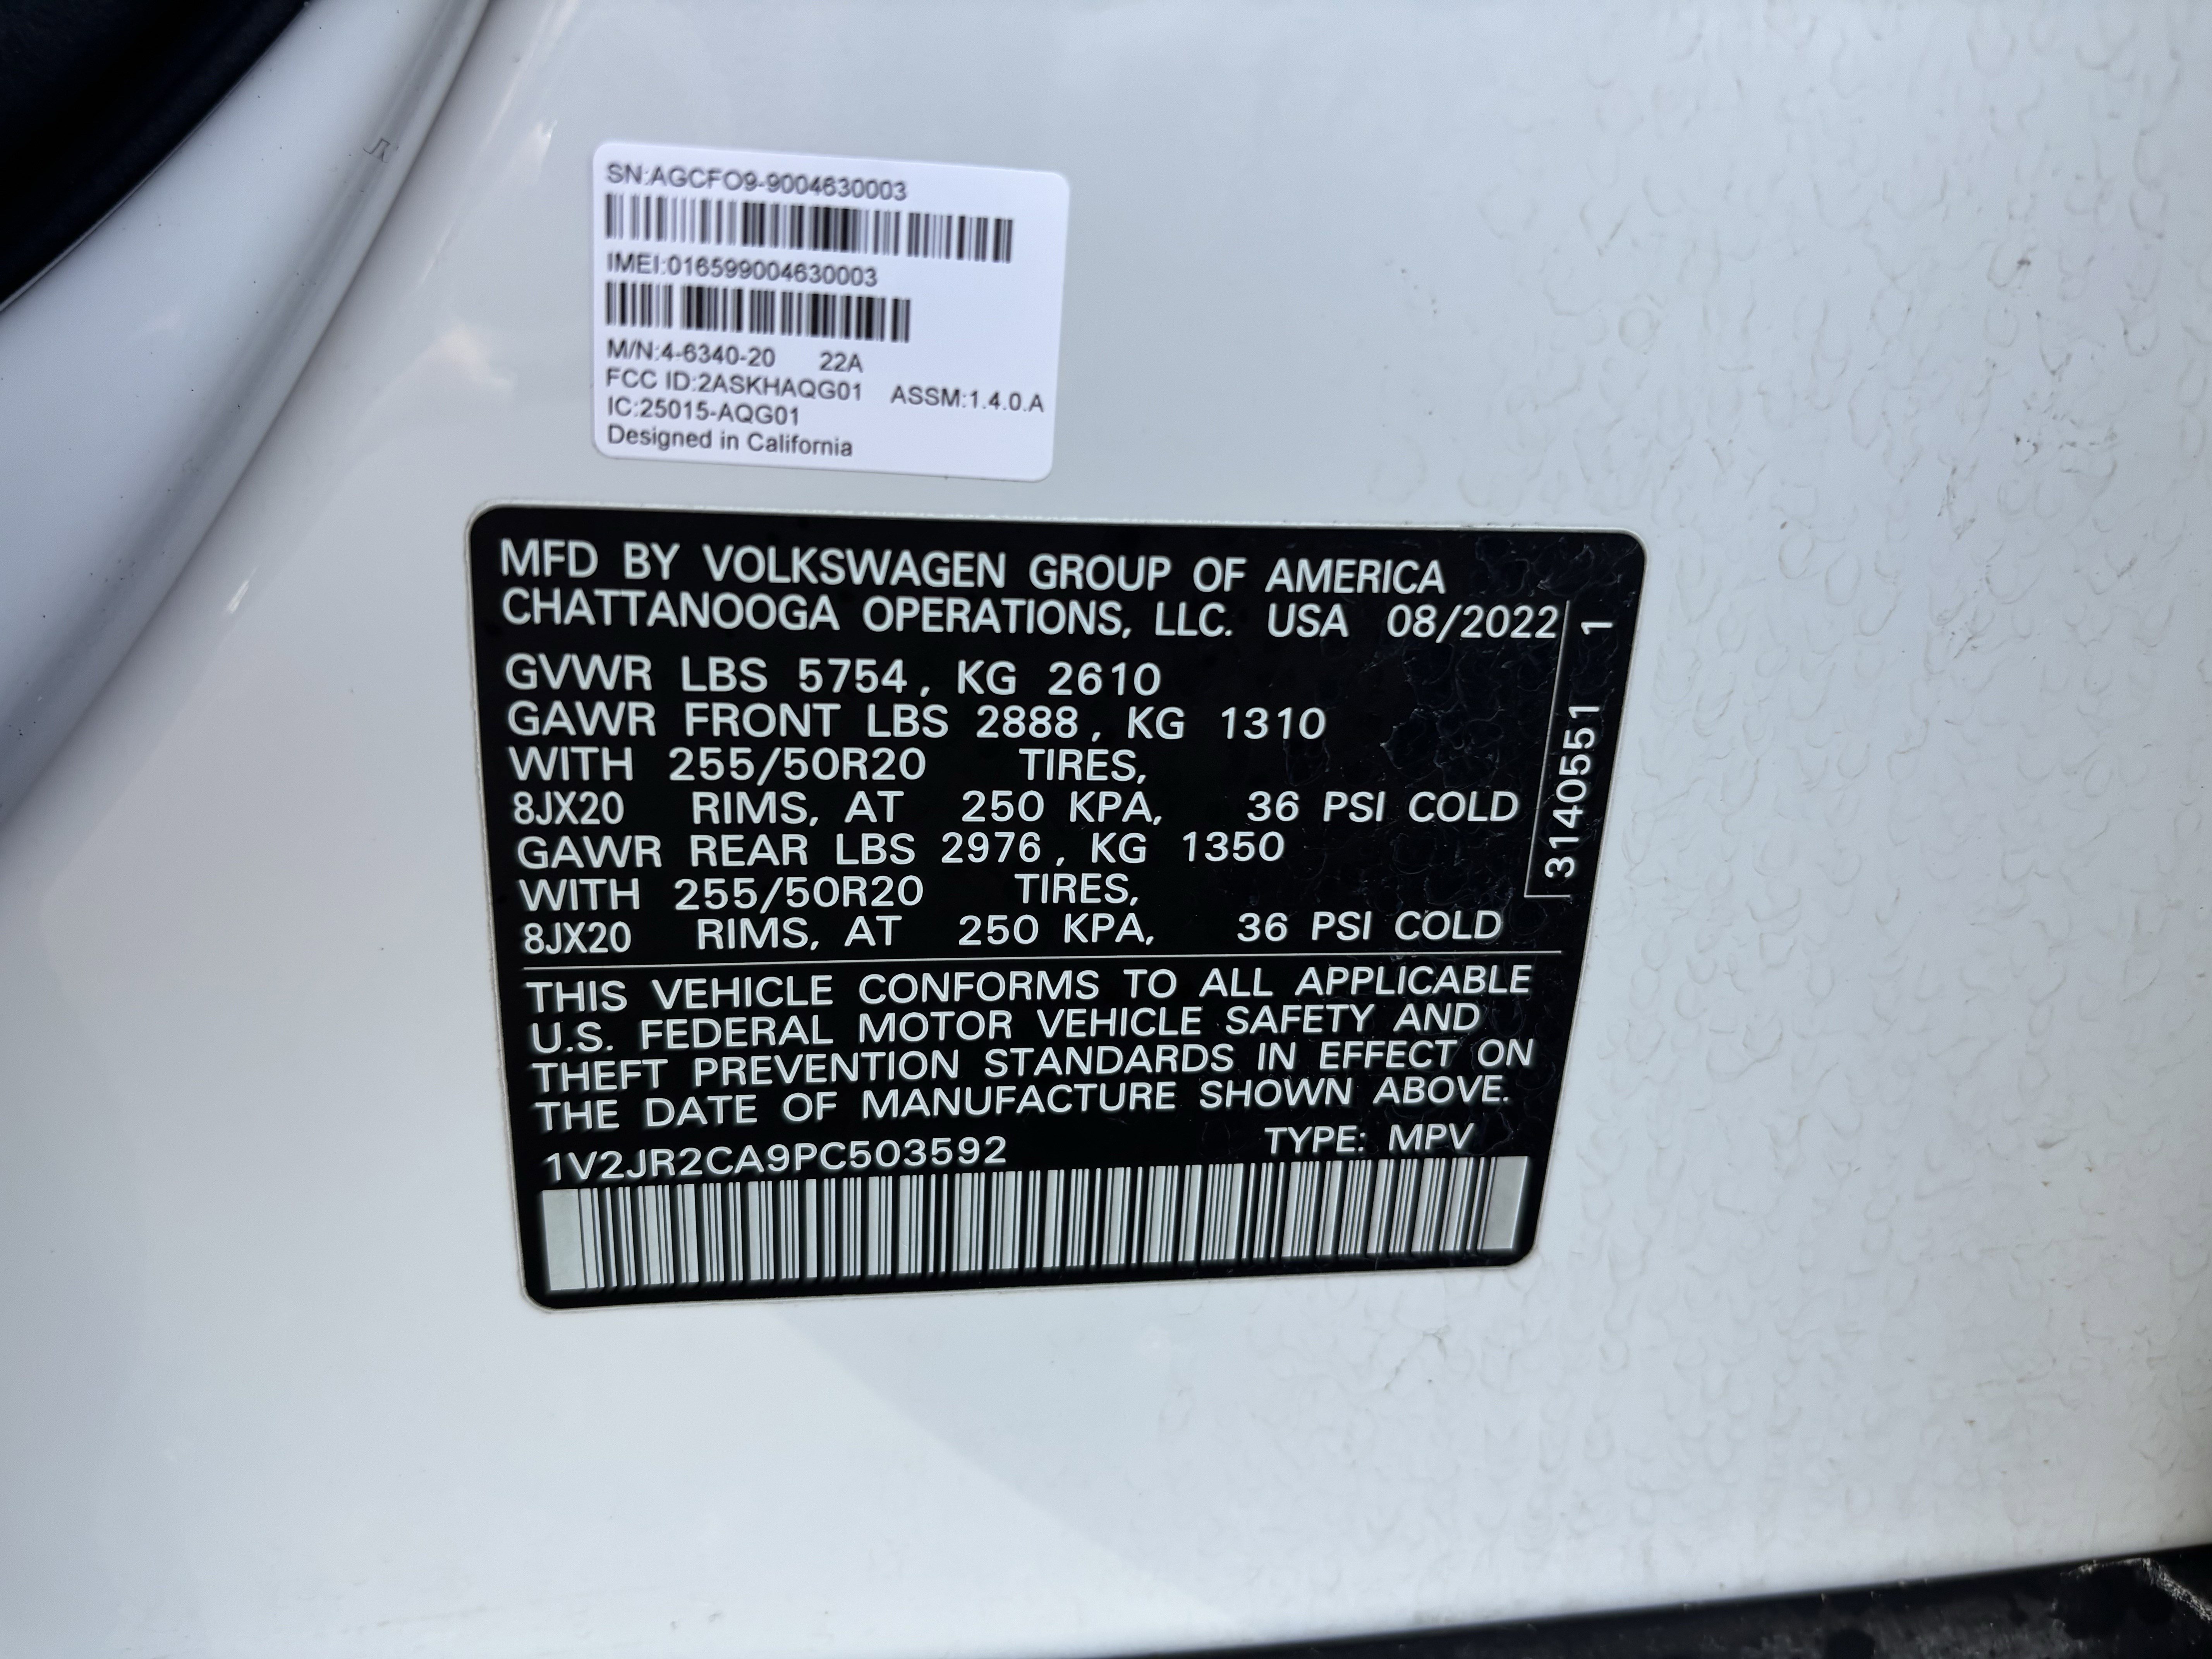 SN:AGCFO9-9004630003
IMEI:016599004630003
M/N:4-6340-20 22A
FCC ID:2ASKHAQG01 ASSM:1.4.0.A
IC:25015-AQG01
Designed in California
MFD BY VOLKSWAGEN GROUP OF AMERICA
CHATTANOOGA OPERATIONS, LLC. USA 08/2022
GVWR LBS 5754, KG 2610
GAWR FRONT LBS 2888, KG 1310
WITH 255/50R20 TIRES,
8JX20 RIMS, AT 250 KPA, 36 PSI COLD
GAWR REAR LBS 2976, KG 1350
WITH 255/50R20 TIRES,
8JX20 RIMS, AT 250 KPA, 36 PSI COLD
THIS VEHICLE CONFORMS TO ALL APPLICABLE
U.S. FEDERAL MOTOR VEHICLE SAFETY AND
THEFT PREVENTION STANDARDS IN EFFECT ON
THE DATE OF MANUFACTURE SHOWN ABOVE.
1V2JR2CA9PC503592 TYPE: MPV
3140551 1